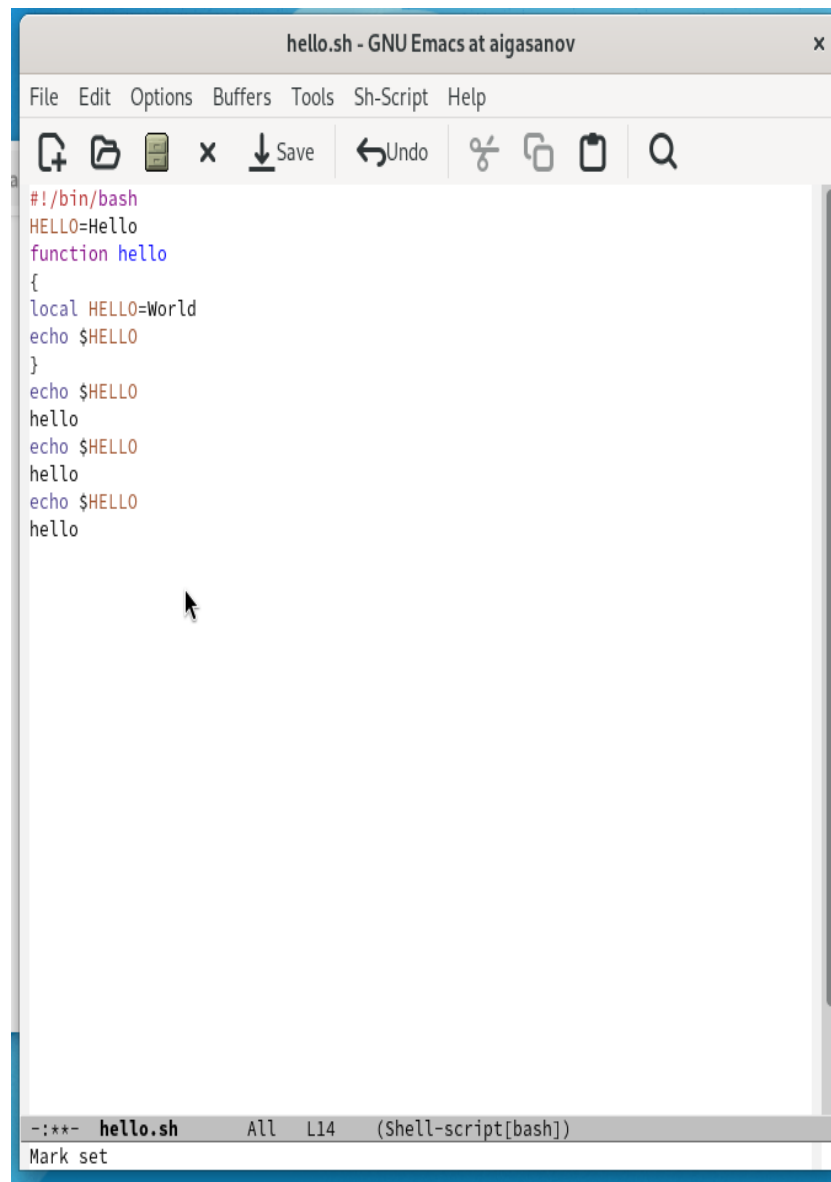 hello.sh - GNU Emacs at aigasanov ×
File Edit Options Buffers Tools Sh-Script Help
Save Undo
#!/bin/bash
HELLO=Hello
function hello
{
local HELLO=World
echo $HELLO
}
echo $HELLO
hello
echo $HELLO
hello
echo $HELLO
hello
-:**- hello.sh All L14 (Shell-script[bash])
Mark set